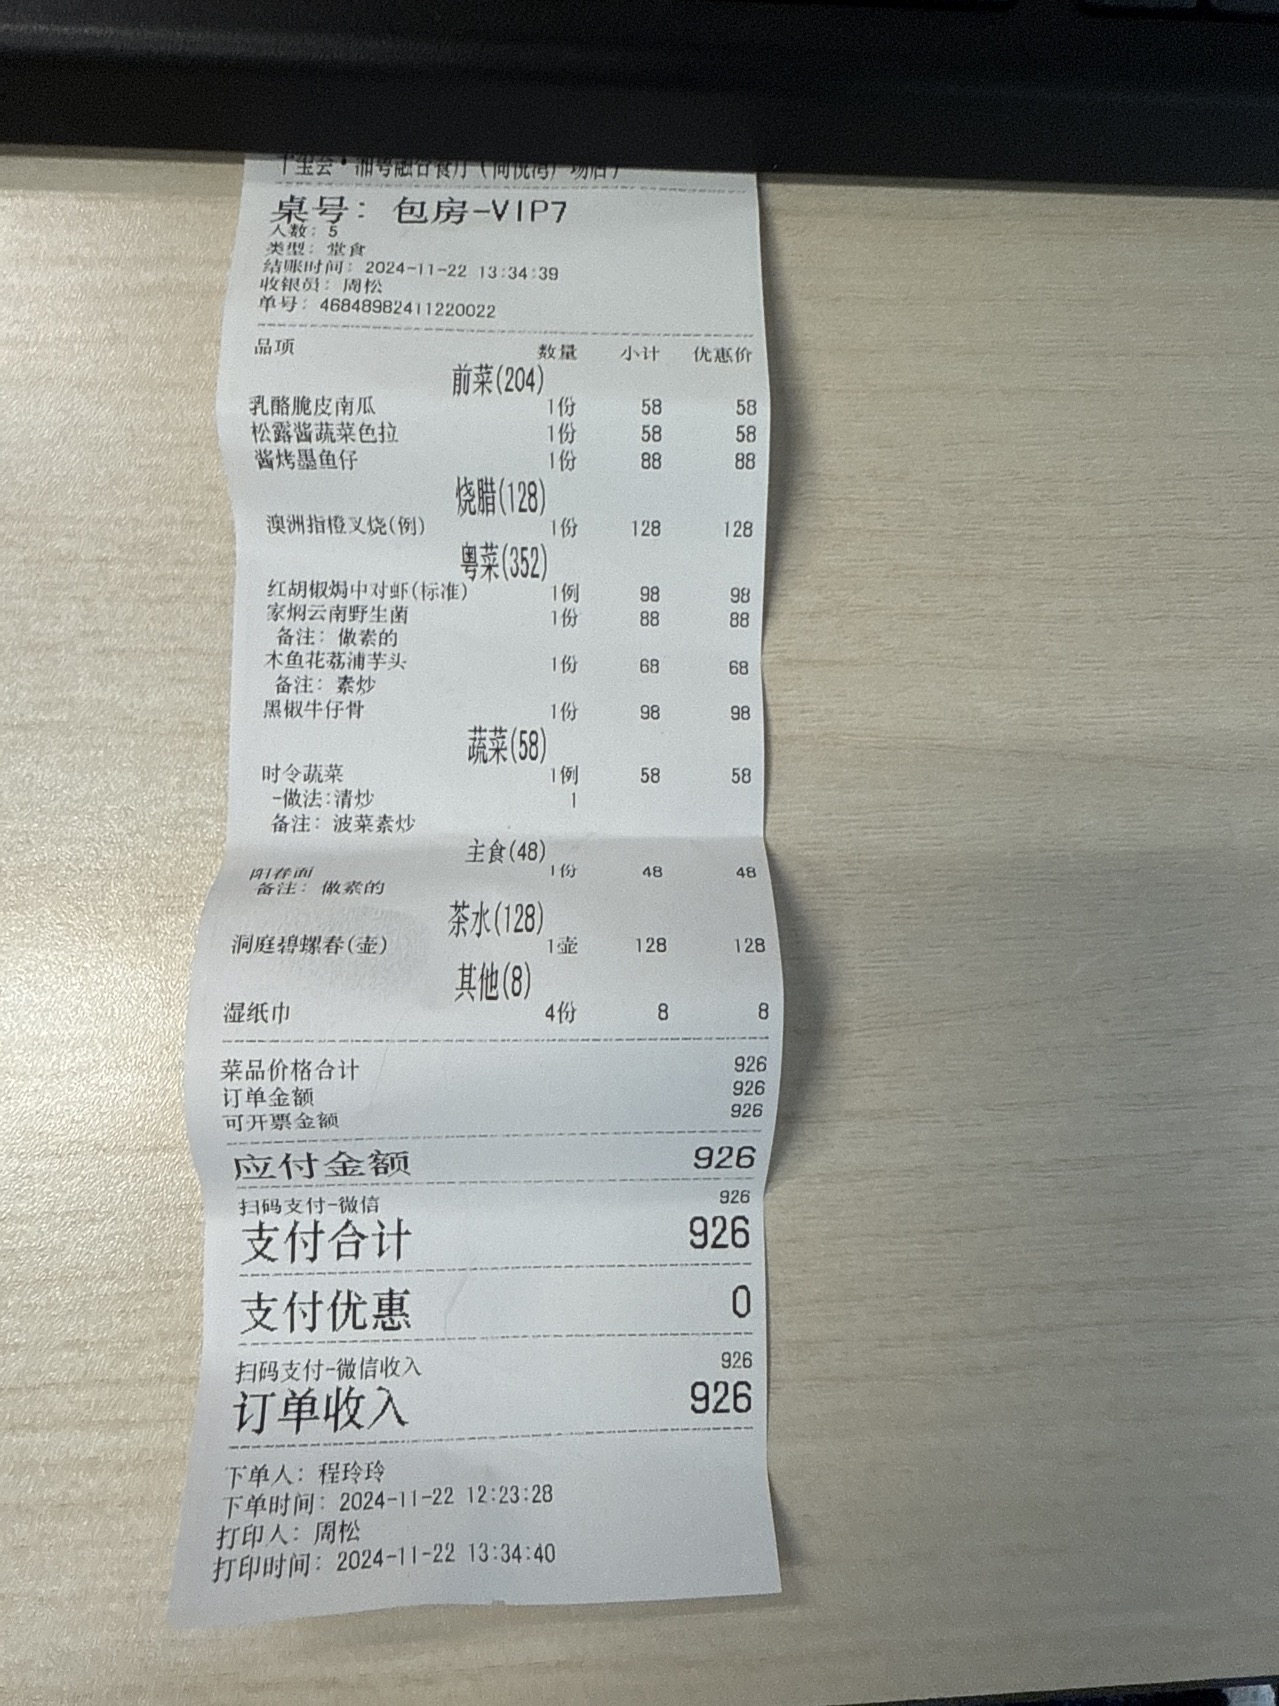 桌号: 包房-VIP7
人数: 5
类型: 堂食
结账时间: 2024-11-22 13:34:39
收银员: 周松
单号: 46848982411220022
品项 数量 小计 优惠价
前菜(204)
乳酪脆皮南瓜 1份 58 58
松露酱蔬菜色拉 1份 58 58
酱烤墨鱼仔 1份 88 88
烧腊(128)
澳洲指橙叉烧(例) 1份 128 128
粤菜(352)
红胡椒焗中对虾(标准) 1例 98 98
家焖云南野生菌 1份 88 88
备注: 做素的
木鱼花荔浦芋头 1份 68 68
备注: 素炒
黑椒牛仔骨 1份 98 98
蔬菜(58)
时令蔬菜 1例 58 58
-做法:清炒 1
备注: 波菜素炒
主食(48)
阳春面 1份 48 48
备注: 做素的
茶水(128)
洞庭碧螺春(壶) 1壶 128 128
其他(8)
湿纸巾 4份 8 8
菜品价格合计 926
订单金额 926
可开票金额 926
应付金额 926
扫码支付-微信 926
支付合计 926
支付优惠 0
扫码支付-微信收入 926
订单收入 926
下单人: 程玲玲
下单时间: 2024-11-22 12:23:28
打印人: 周松
打印时间: 2024-11-22 13:34:40